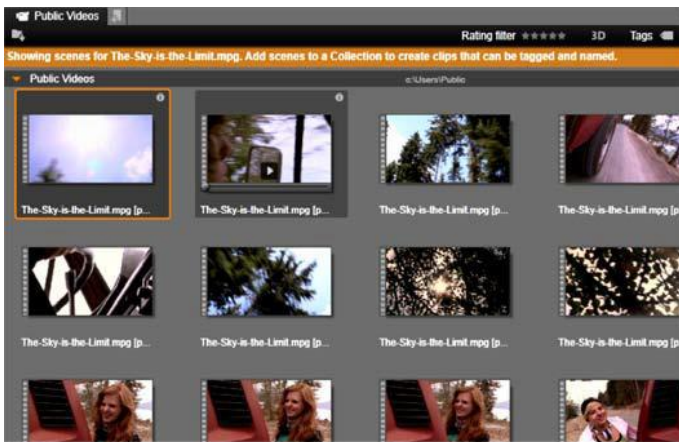 Public Videos
Rating filter 3D Tags
Showing scenes for The-Sky-is-the-Limit.mpg. Add scenes to a Collection to create clips that can be tagged and named.
Public Videos c:\Users\Public
The-Sky-is-the-Limit.mpg [p... The-Sky-is-the-Limit.mpg [p... The-Sky-is-the-Limit.mpg [p... The-Sky-is-the-Limit.mpg [p
The-Sky-is-the-Limit.mpg [p... The-Sky-is-the-Limit.mpg [p... The-Sky-is-the-Limit.mpg [p... The-Sky-is-the-Limit.mpg [p